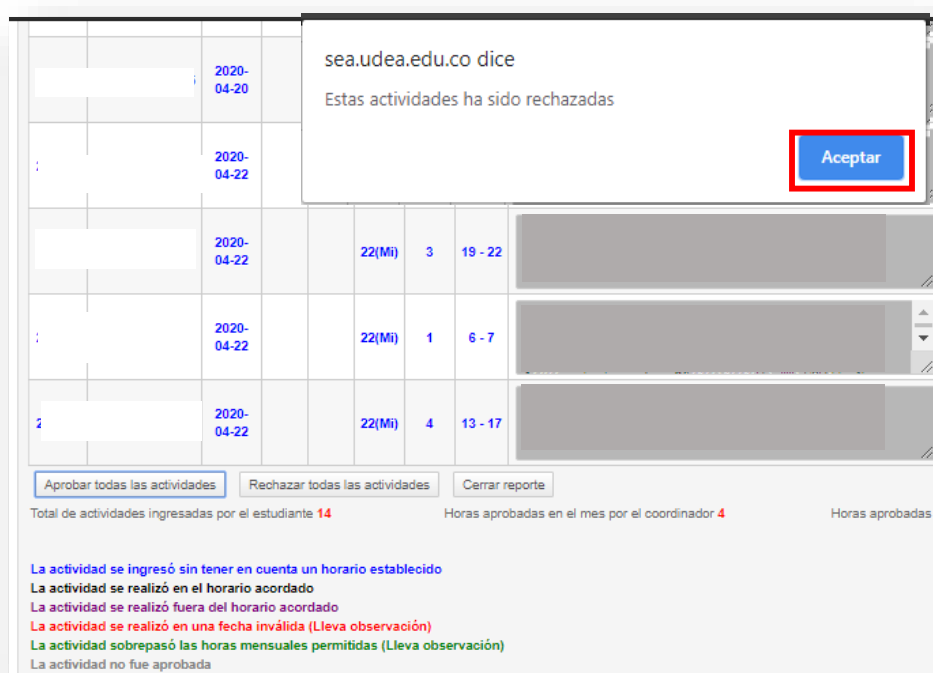 sea.udea.edu.co dice
Estas actividades ha sido rechazadas
Aceptar
2020-
04-20
2020-
04-22
2020-
04-22
22(Mi) 3 19 - 22
2020-
04-22
22(Mi) 1 6 - 7
2020-
04-22
22(Mi) 4 13 - 17
Aprobar todas las actividades Rechazar todas las actividades Cerrar reporte
Total de actividades ingresadas por el estudiante 14 Horas aprobadas en el mes por el coordinador 4 Horas aprobadas
La actividad se ingresó sin tener en cuenta un horario establecido
La actividad se realizó en el horario acordado
La actividad se realizó fuera del horario acordado
La actividad se realizó en una fecha inválida (Lleva observación)
La actividad sobrepasó las horas mensuales permitidas (Lleva observación)
La actividad no fue aprobada